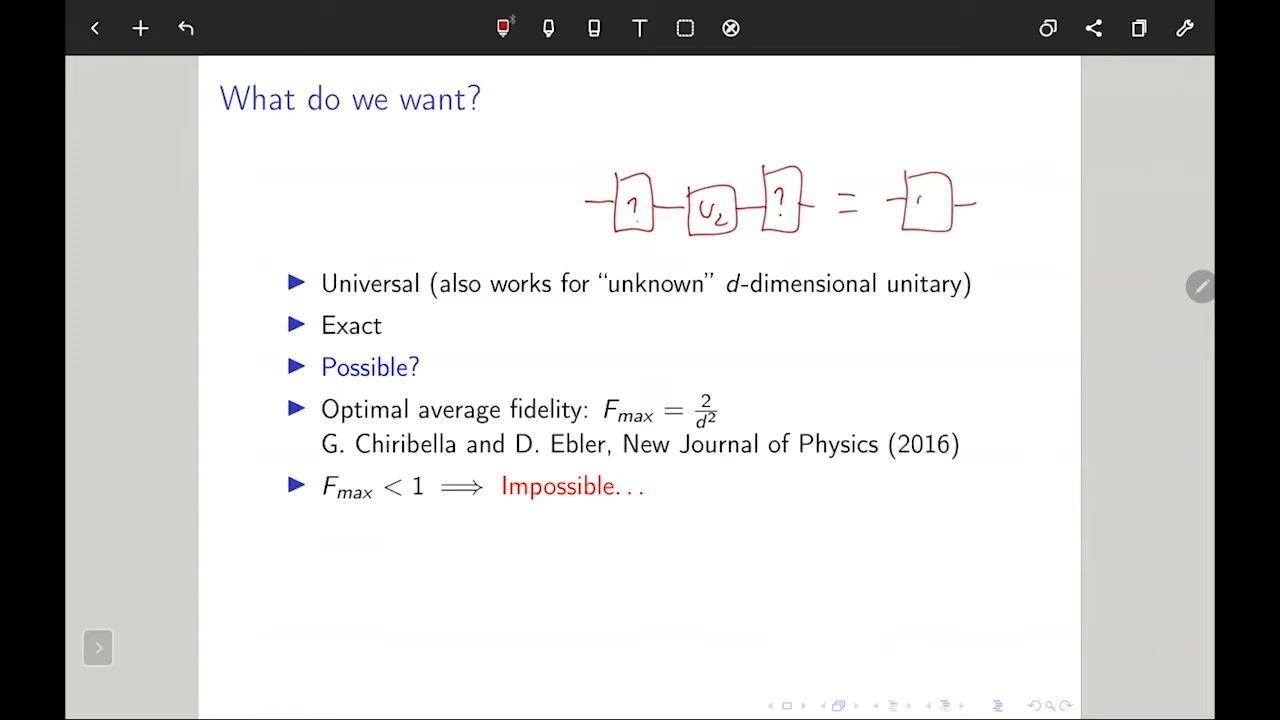 What do we want?
? U2 ? =
Universal (also works for “unknown” d-dimensional unitary)
Exact
Possible?
Optimal average fidelity: Fmax = 2/d²
G. Chiribella and D. Ebler, New Journal of Physics (2016)
Fmax < 1 ⟹ Impossible...